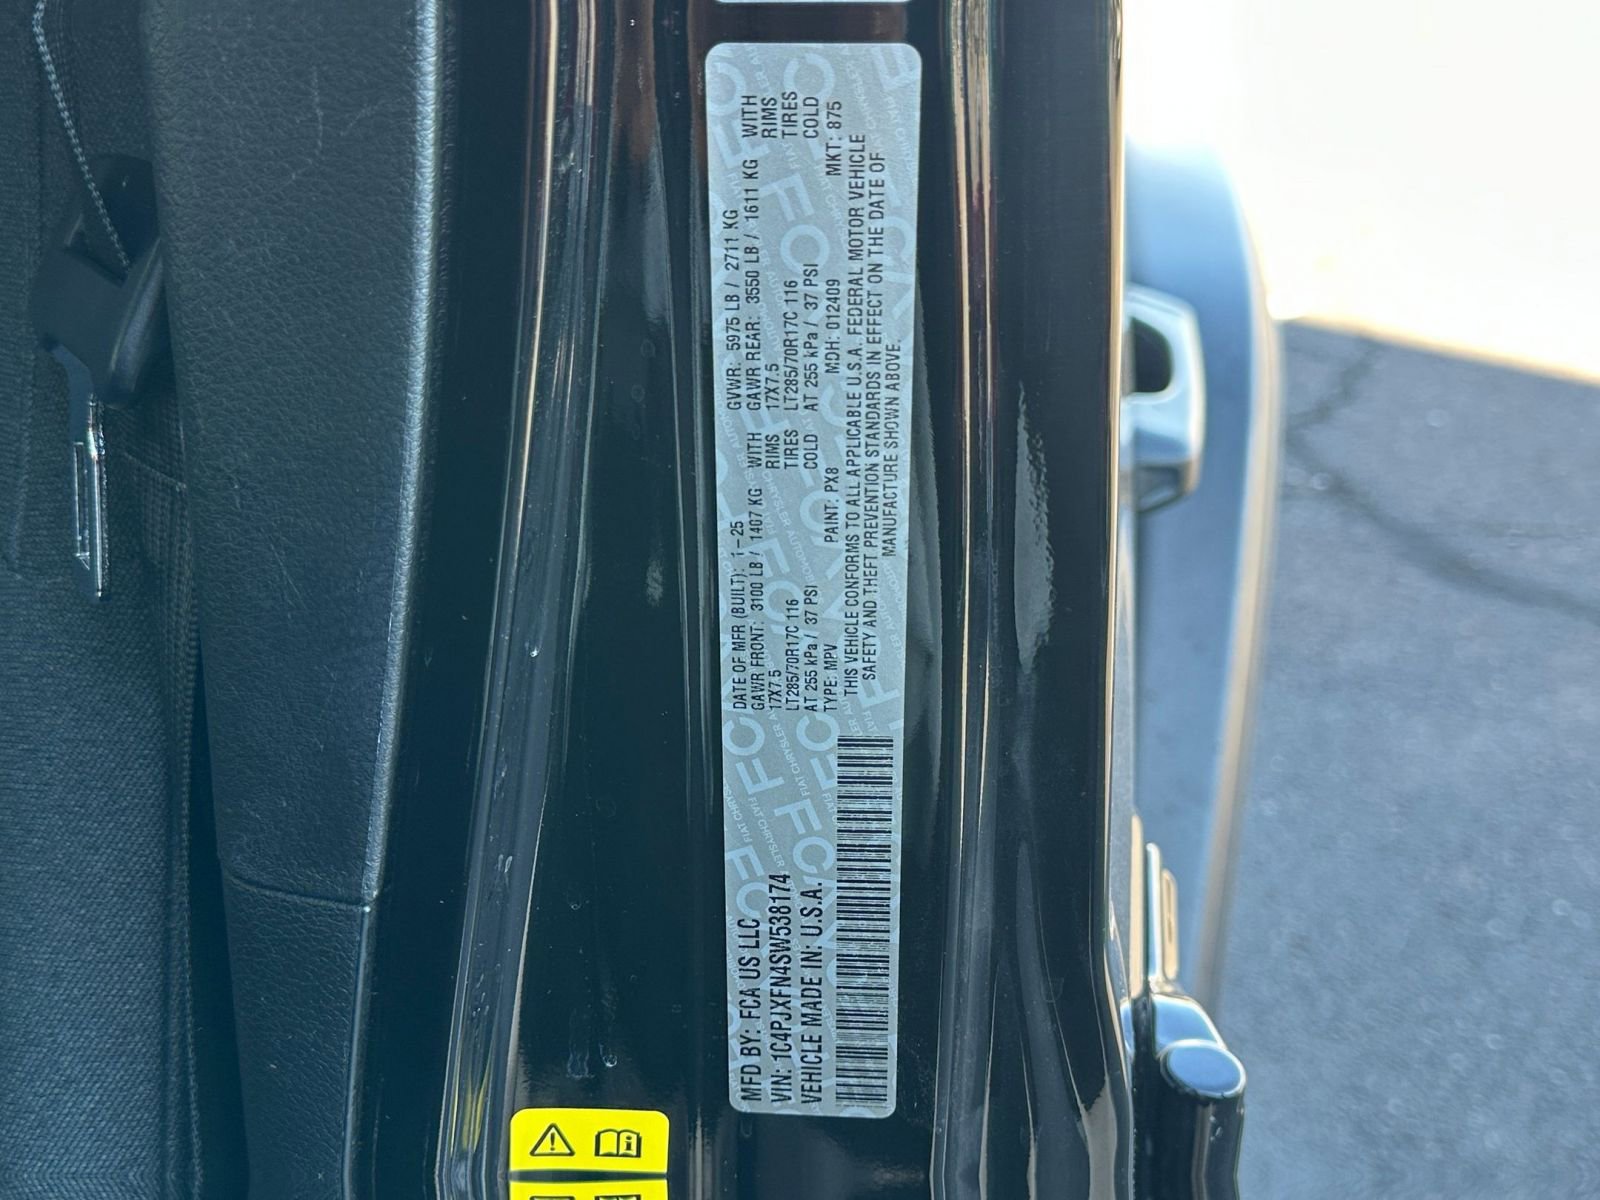 MFD BY: FCA US LLC
VIN: 1C4PJXFN4SW538174
VEHICLE MADE IN: U.S.A.
DATE OF MFR (BUILT): 1-25 GVWR: 5975 LB / 2711 KG
GAWR FRONT: 3100 LB / 1407 KG WITH GAWR REAR: 3550 LB / 1611 KG WITH
17X7.5 RIMS 17X7.5 RIMS
LT285/70R17C 116 TIRES LT285/70R17C 116 TIRES
AT 255 kPa / 37 PSI COLD AT 255 kPa / 37 PSI COLD
TYPE: MPV PAINT: PX8 MDH: 012409 MKT: 875
THIS VEHICLE CONFORMS TO ALL APPLICABLE U.S.A. FEDERAL MOTOR VEHICLE
SAFETY AND THEFT PREVENTION STANDARDS IN EFFECT ON THE DATE OF
MANUFACTURE SHOWN ABOVE.